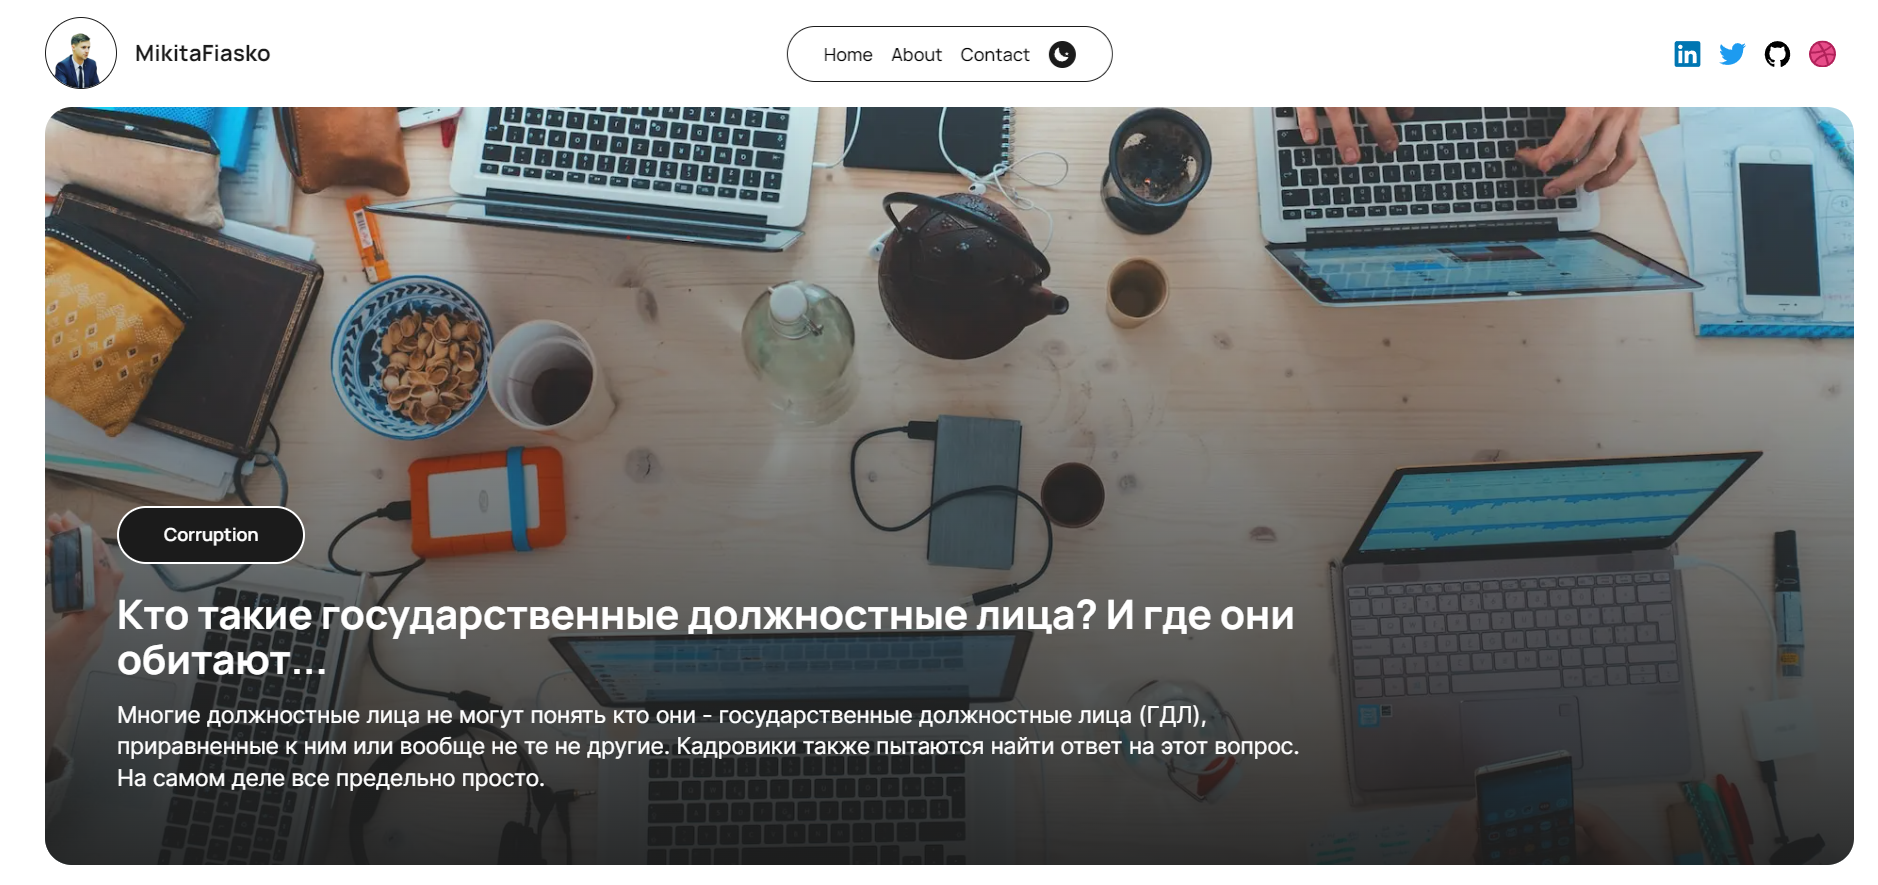 MikitaFiasko
Home About Contact
in
Corruption
Кто такие государственные должностные лица? И где они
обитают...
Многие должностные лица не могут понять кто они - государственные должностные лица (ГДЛ),
приравненные к ним или вообще не те не другие. Кадровики также пытаются найти ответ на этот вопрос.
На самом деле все предельно просто.